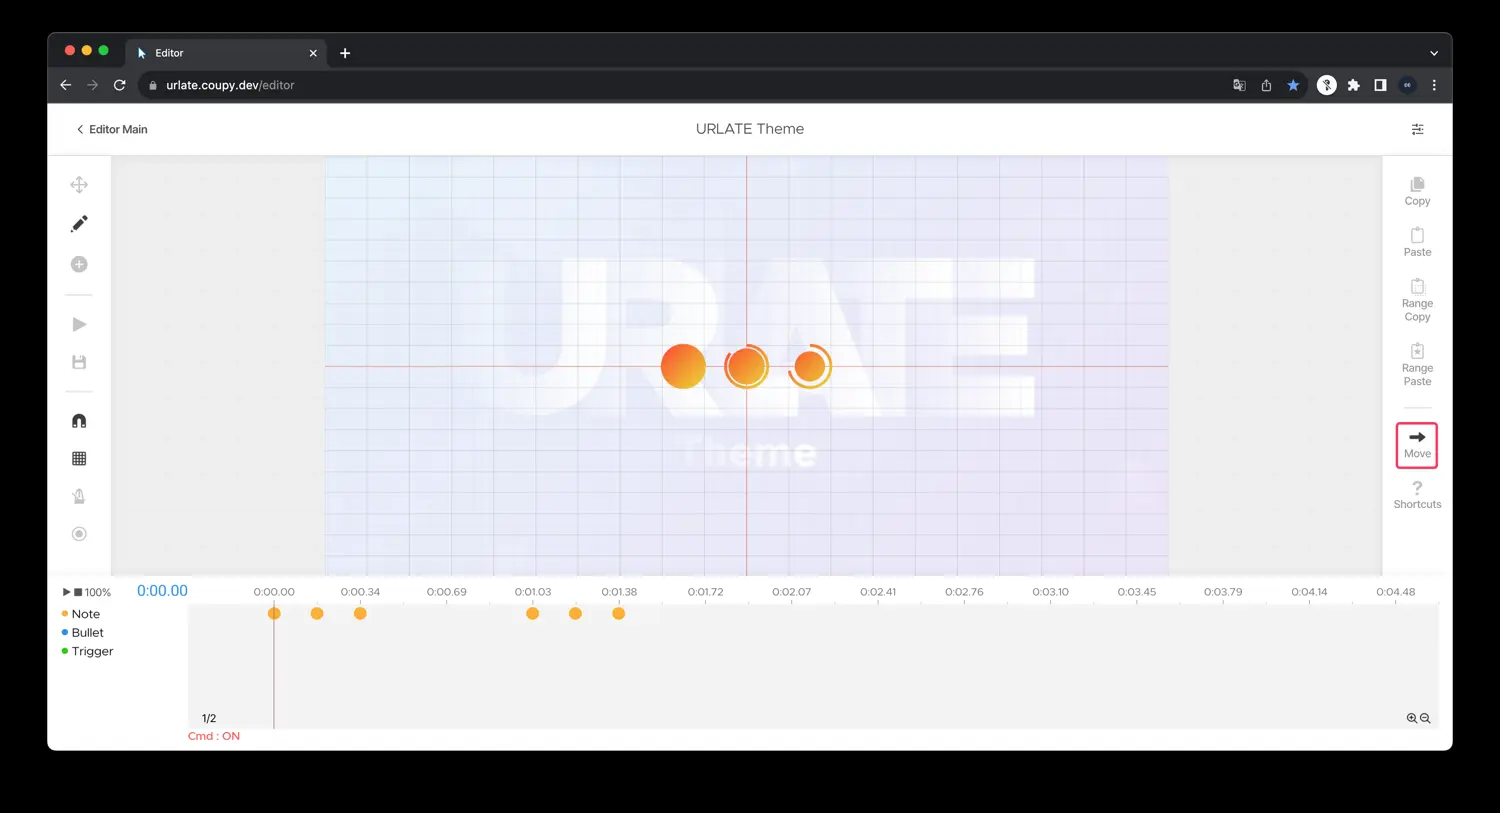 Editor
urlate.coupy.dev/editor
Editor Main
URLATE Theme
Copy
Paste
Range
Copy
Range
Paste
Move
?
Shortcuts
URLATE
Theme
100%
0:00.00
0:00.00 0:00.34 0:00.69 0:01.03 0:01.38 0:01.72 0:02.07 0:02.41 0:02.76 0:03.10 0:03.45 0:03.79 0:04.14 0:04.48
Note
Bullet
Trigger
1/2
Cmd : ON